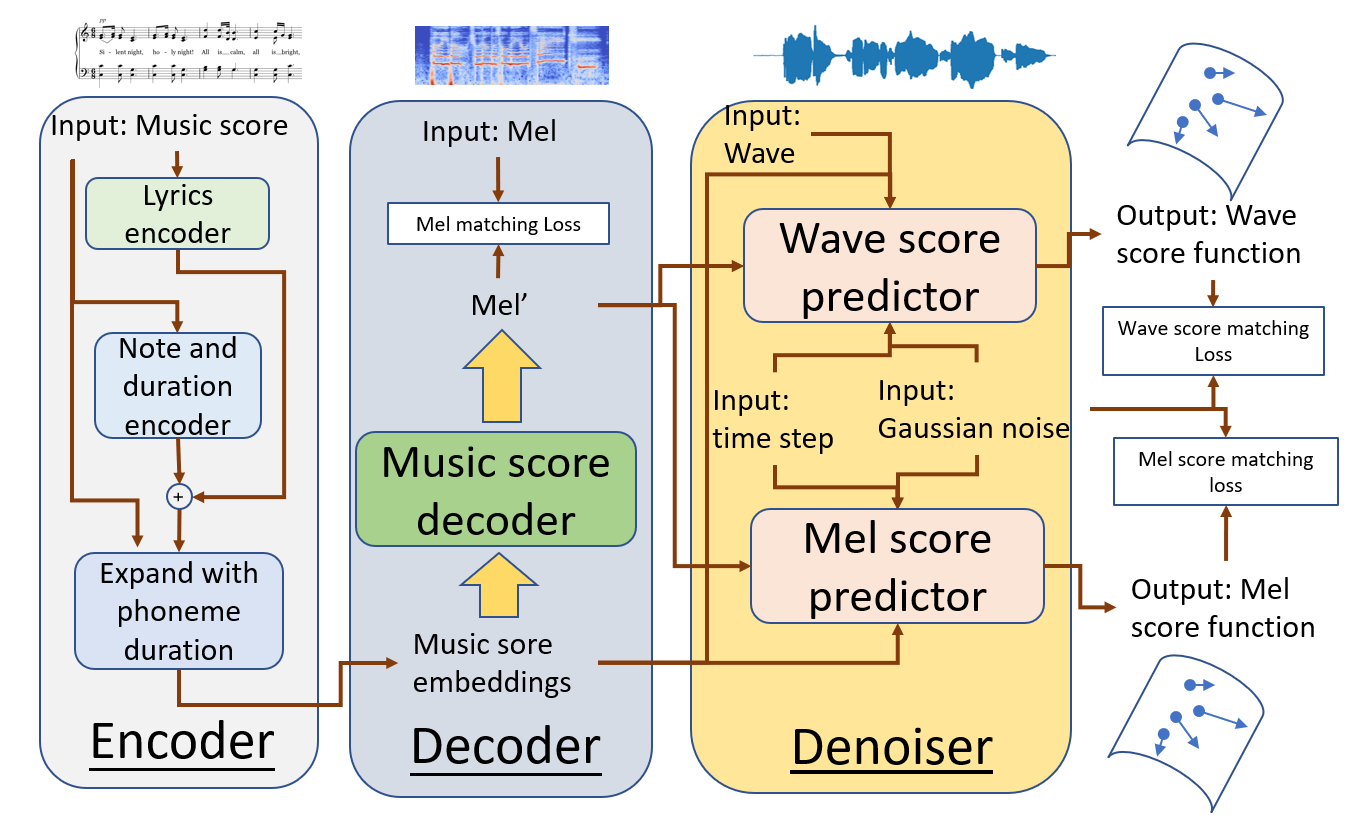 pp
Si - lent night, ho - ly night! All is calm, all is bright,
Input: Music score
Lyrics
encoder
Note and
duration
encoder
+
Expand with
phoneme
duration
Encoder
Input: Mel
Mel matching Loss
Mel’
Music score
decoder
Music sore
embeddings
Decoder
Input:
Wave
Wave score
predictor
Input:
time step
Input:
Gaussian noise
Mel score
predictor
Denoiser
Output: Wave
score function
Wave score matching
Loss
Mel score matching
loss
Output: Mel
score function